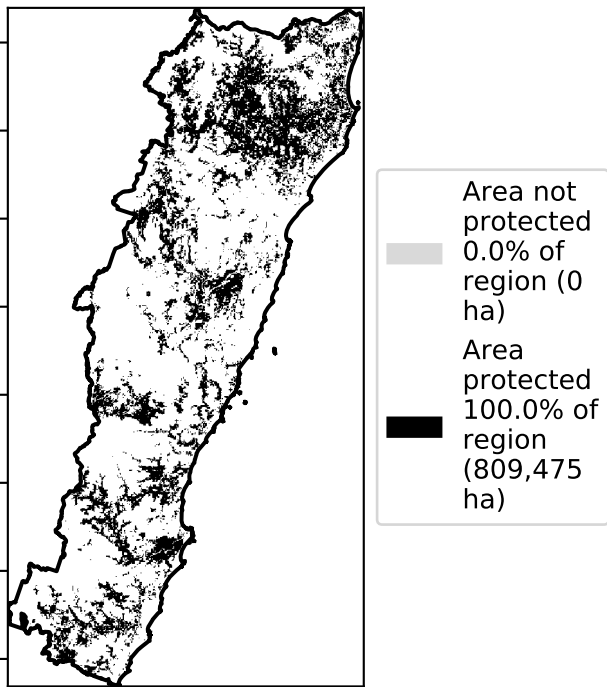 Area not
protected
0.0% of
region (0
ha)
Area
protected
100.0% of
region
(809,475
ha)